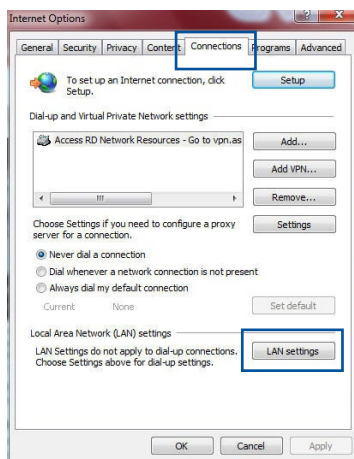 Internet Options
General Security Privacy Content Connections Programs Advanced
To set up an Internet connection, click
Setup.
Setup
Dial-up and Virtual Private Network settings
Access RD Network Resources - Go to vpn.as
Add...
Add VPN...
Remove...
Choose Settings if you need to configure a proxy
server for a connection.
Settings
Never dial a connection
Dial whenever a network connection is not present
Always dial my default connection
Current None
Set default
Local Area Network (LAN) settings
LAN Settings do not apply to dial-up connections.
Choose Settings above for dial-up settings.
LAN settings
OK Cancel Apply